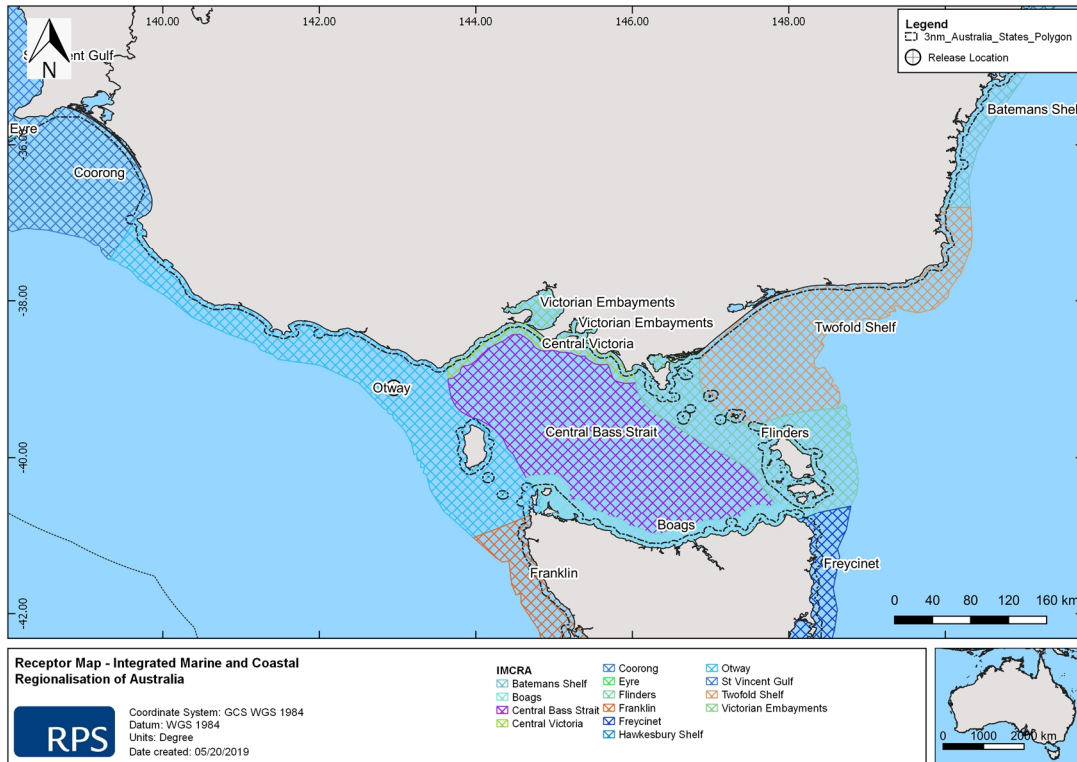 140.00
142.00
144.00
146.00
148.00
-36.00
-38.00
-40.00
-42.00
N
ent Gulf
Eyre
Coorong
Otway
Victorian Embayments
Victorian Embayments
Central Victoria
Central Bass Strait
Twofold Shelf
Batemans Shel
Flinders
Boags
Franklin
Freycinet
Legend
3nm_Australia_States_Polygon
Release Location
0 40 80 120 160 km
Receptor Map - Integrated Marine and Coastal
Regionalisation of Australia
RPS
Coordinate System: GCS WGS 1984
Datum: WGS 1984
Units: Degree
Date created: 05/20/2019
IMCRA
Batemans Shelf
Boags
Central Bass Strait
Central Victoria
Coorong
Eyre
Flinders
Franklin
Freycinet
Hawkesbury Shelf
Otway
St Vincent Gulf
Twofold Shelf
Victorian Embayments
0 1000 2000 km